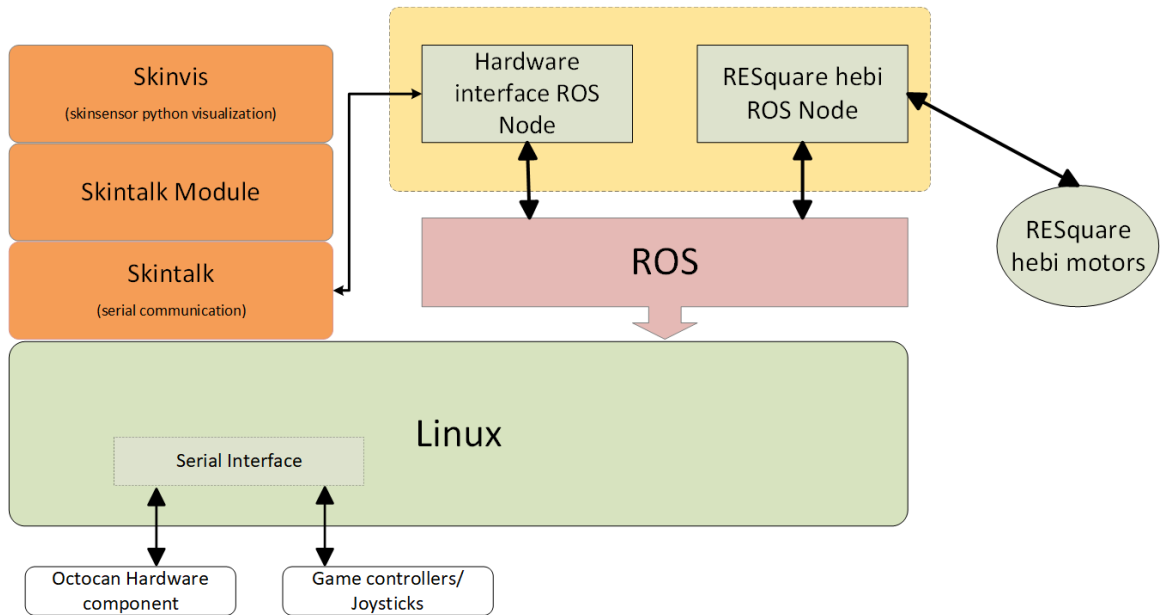 Skinvis
(skinsensor python visualization)
Skintalk Module
Skintalk
(serial communication)
Hardware
interface ROS
Node
RESquare hebi
ROS Node
RESquare
hebi motors
ROS
Linux
Serial Interface
Octocan Hardware
component
Game controllers/
Joysticks